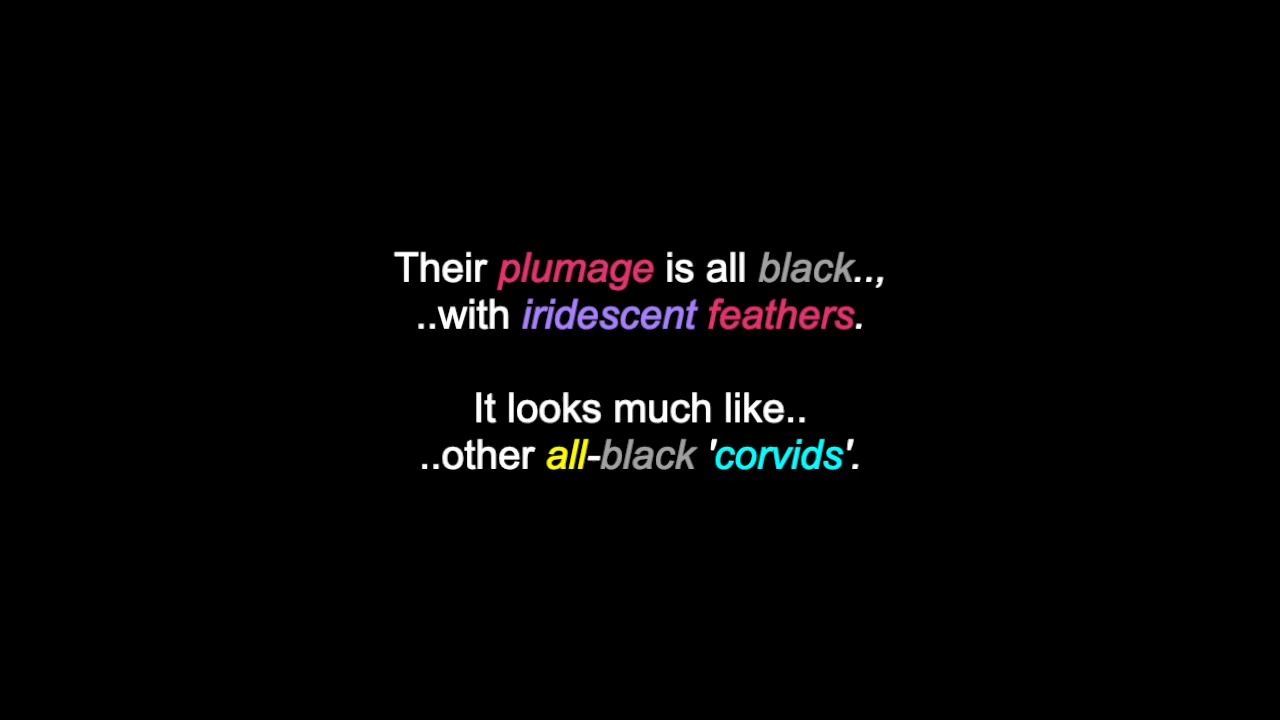 Their plumage is all black..,
..with iridescent feathers.
It looks much like..
..other all-black 'corvids'.